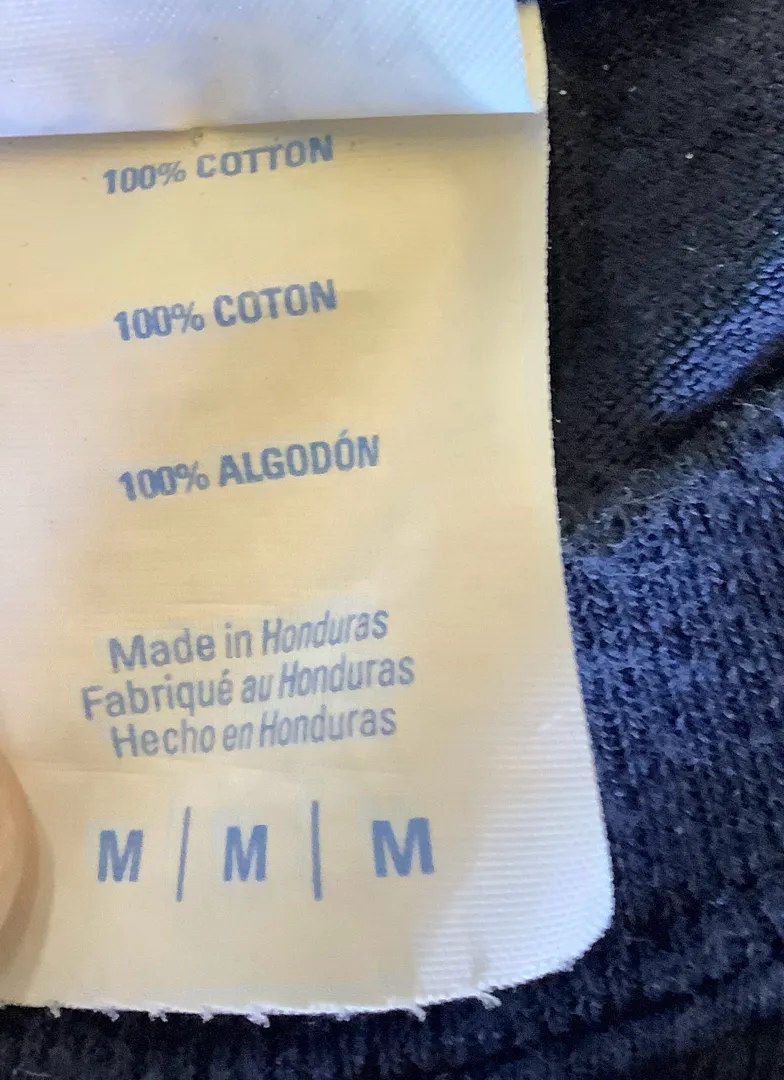 100% COTTON
100% COTON
100% ALGODÓN
Made in Honduras
Fabriqué au Honduras
Hecho en Honduras
M | M | M